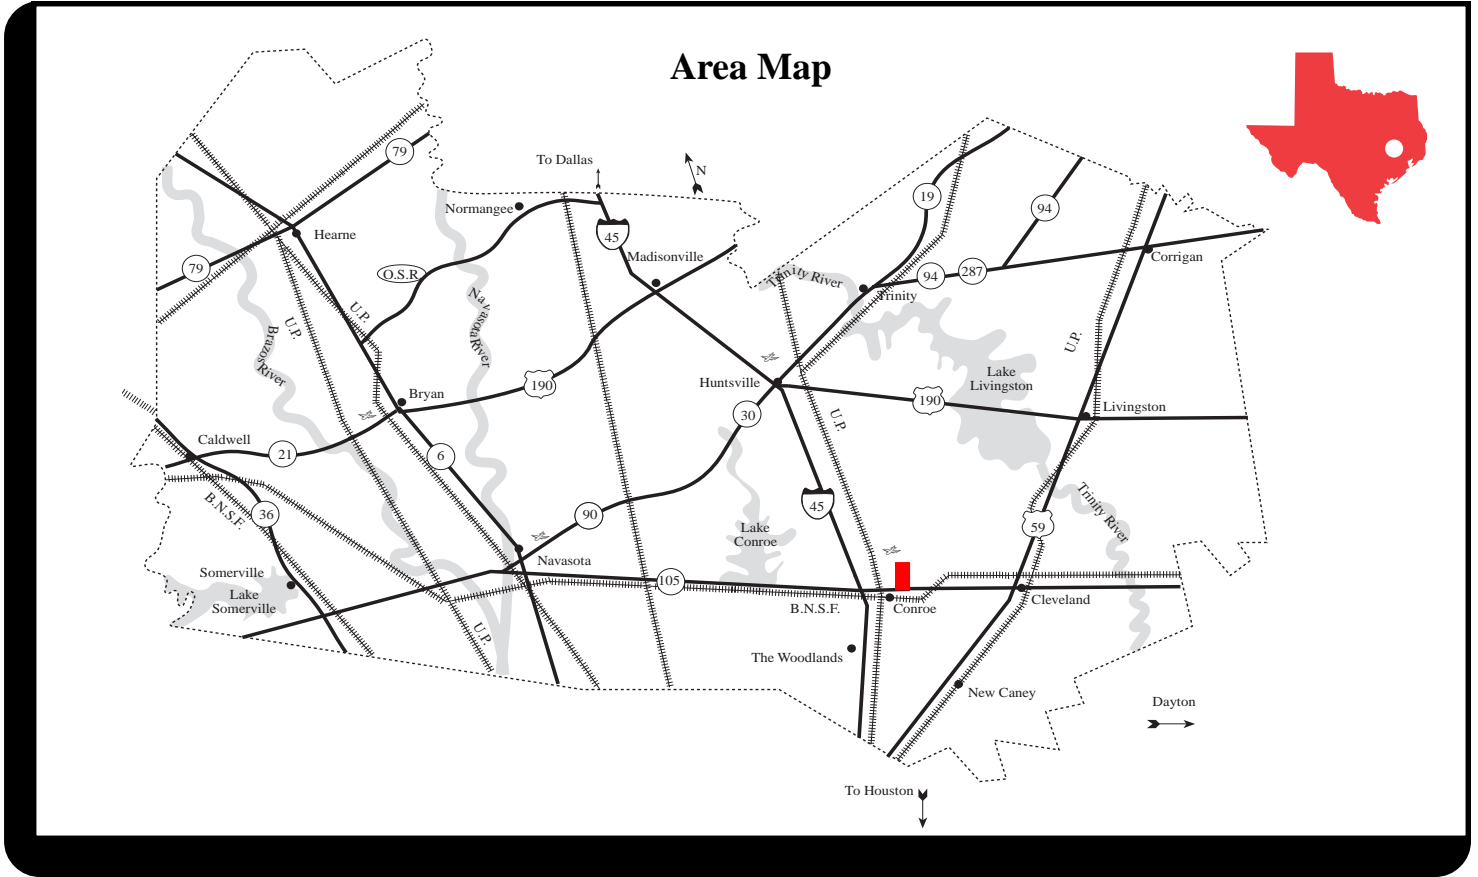 Area Map
79
To Dallas
N
19
94
Normangee
45
Hearne
79
O.S.R.
Madisonville
Corrigan
94
287
Trinity River
Trinity
Navasota River
U.P.
U.P.
Brazos River
U.P.
Lake
Livingston
Huntsville
190
190
Bryan
30
U.P.
Livingston
Caldwell
21
6
B.N.S.F.
36
90
45
Trinity River
59
Lake
Conroe
Navasota
Somerville
Lake
Somerville
105
B.N.S.F.
Conroe
Cleveland
U.P.
The Woodlands
New Caney
Dayton
To Houston